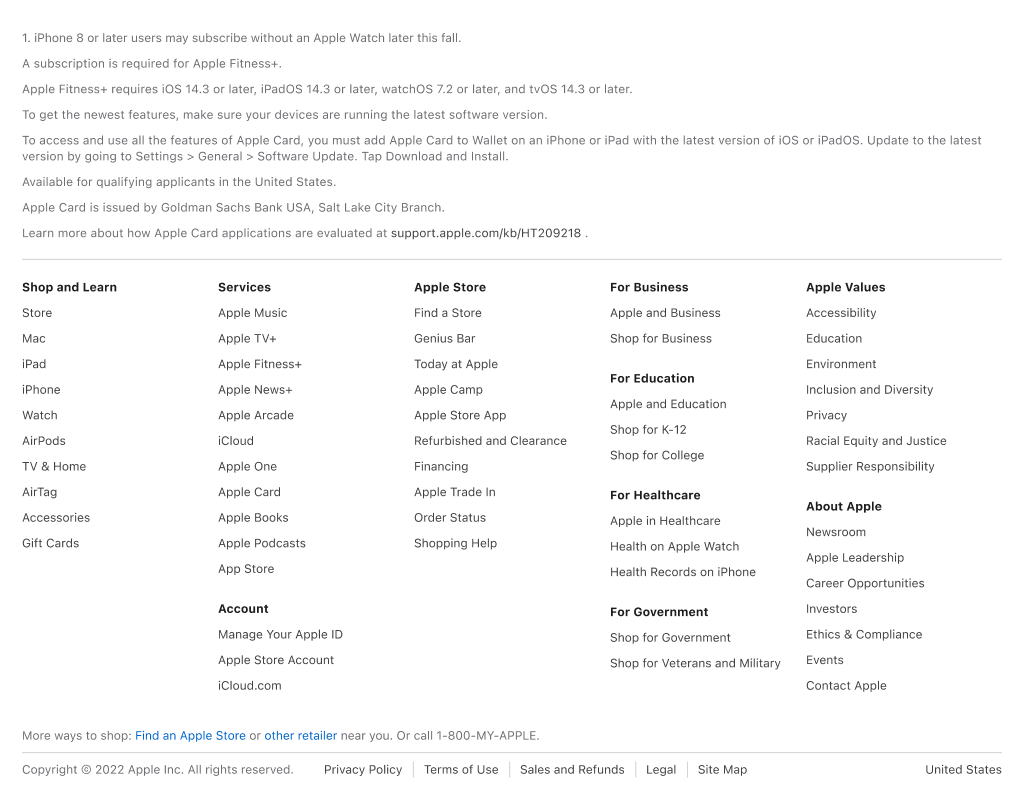 1. iPhone 8 or later users may subscribe without an Apple Watch later this fall.
A subscription is required for Apple Fitness+.
Apple Fitness+ requires iOS 14.3 or later, iPadOS 14.3 or later, watchOS 7.2 or later, and tvOS 14.3 or later.
To get the newest features, make sure your devices are running the latest software version.
To access and use all the features of Apple Card, you must add Apple Card to Wallet on an iPhone or iPad with the latest version of iOS or iPadOS. Update to the latest
version by going to Settings > General > Software Update. Tap Download and Install.
Available for qualifying applicants in the United States.
Apple Card is issued by Goldman Sachs Bank USA, Salt Lake City Branch.
Learn more about how Apple Card applications are evaluated at support.apple.com/kb/HT209218 .
Shop and Learn
Store
Mac
iPad
iPhone
Watch
AirPods
TV & Home
AirTag
Accessories
Gift Cards
Services
Apple Music
Apple TV+
Apple Fitness+
Apple News+
Apple Arcade
iCloud
Apple One
Apple Card
Apple Books
Apple Podcasts
App Store
Account
Manage Your Apple ID
Apple Store Account
iCloud.com
Apple Store
Find a Store
Genius Bar
Today at Apple
Apple Camp
Apple Store App
Refurbished and Clearance
Financing
Apple Trade In
Order Status
Shopping Help
For Business
Apple and Business
Shop for Business
For Education
Apple and Education
Shop for K-12
Shop for College
For Healthcare
Apple in Healthcare
Health on Apple Watch
Health Records on iPhone
For Government
Shop for Government
Shop for Veterans and Military
Apple Values
Accessibility
Education
Environment
Inclusion and Diversity
Privacy
Racial Equity and Justice
Supplier Responsibility
About Apple
Newsroom
Apple Leadership
Career Opportunities
Investors
Ethics & Compliance
Events
Contact Apple
More ways to shop: Find an Apple Store or other retailer near you. Or call 1-800-MY-APPLE.
Copyright © 2022 Apple Inc. All rights reserved. Privacy Policy Terms of Use Sales and Refunds Legal Site Map United States